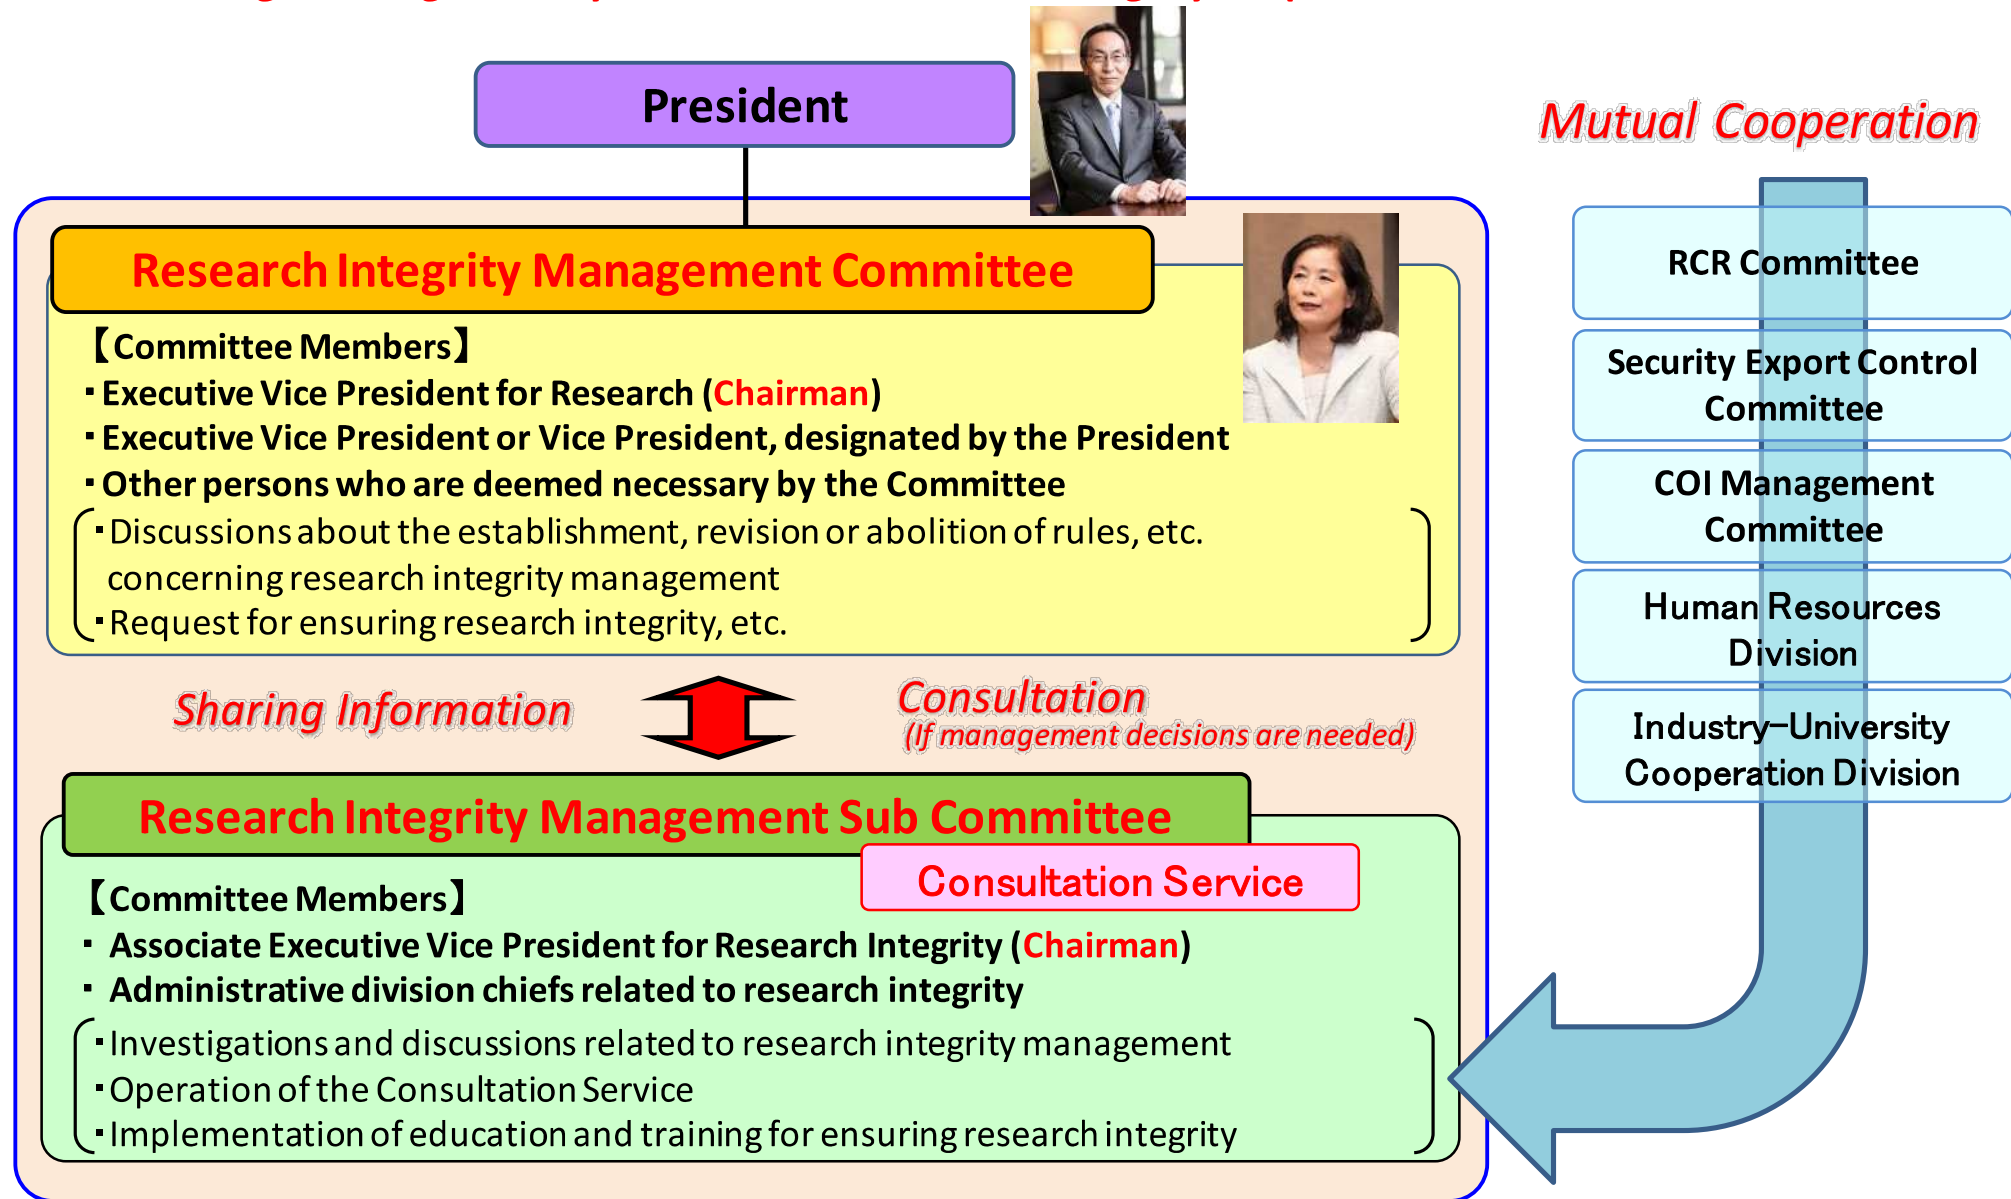 President
Mutual Cooperation
Research Integrity Management Committee
【Committee Members】
・Executive Vice President for Research (Chairman)
・Executive Vice President or Vice President, designated by the President
・Other persons who are deemed necessary by the Committee
・Discussions about the establishment, revision or abolition of rules, etc.
concerning research integrity management
・Request for ensuring research integrity, etc.
Sharing Information
Consultation
(If management decisions are needed)
Research Integrity Management Sub Committee
Consultation Service
【Committee Members】
・ Associate Executive Vice President for Research Integrity (Chairman)
・ Administrative division chiefs related to research integrity
・Investigations and discussions related to research integrity management
・Operation of the Consultation Service
・Implementation of education and training for ensuring research integrity
RCR Committee
Security Export Control
Committee
COI Management
Committee
Human Resources
Division
Industry-University
Cooperation Division